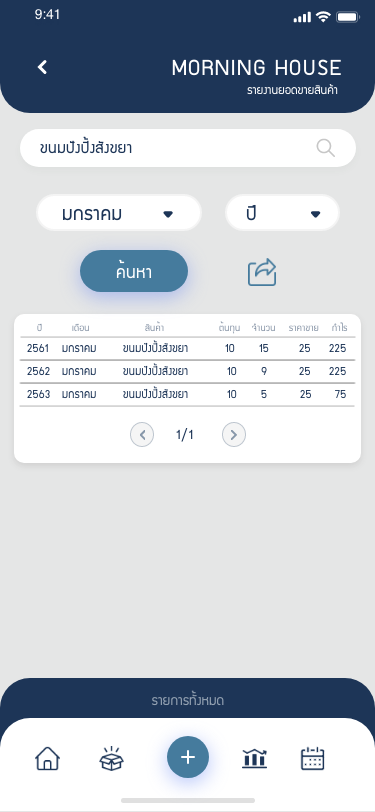 9:41
MORNING HOUSE
รายงานยอดขายสินค้า
ขนมปังปิ้งสังขยา
มกราคม ปี
ค้นหา
ปี เดือน สินค้า ต้นทุน จำนวน ราคาขาย กำไร
2561 มกราคม ขนมปังปิ้งสังขยา 10 15 25 225
2562 มกราคม ขนมปังปิ้งสังขยา 10 9 25 225
2563 มกราคม ขนมปังปิ้งสังขยา 10 5 25 75
1/1
รายการทั้งหมด